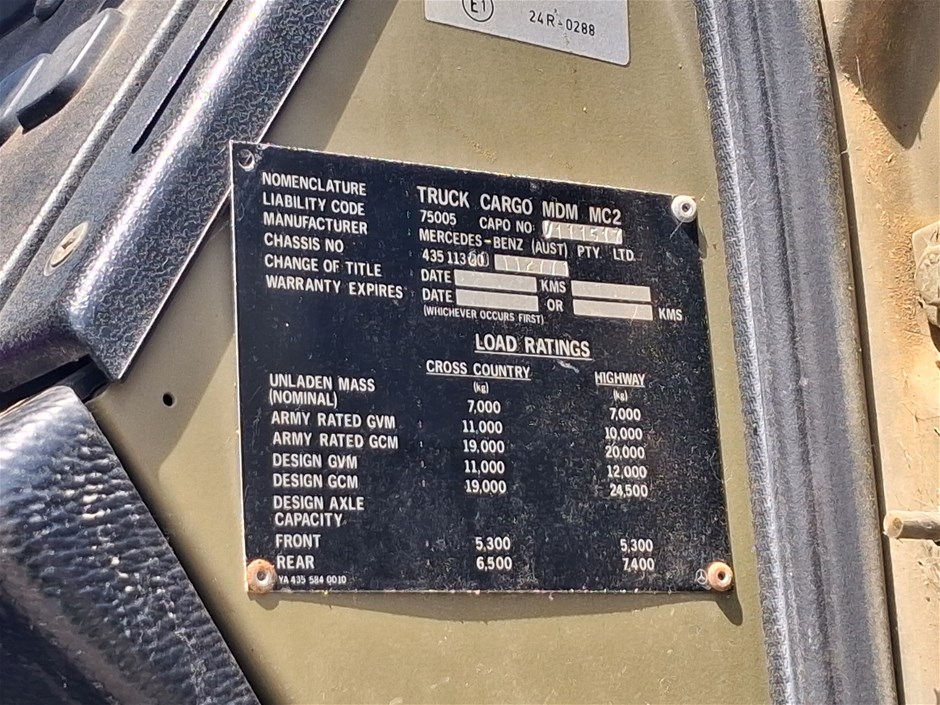 E1
24R-0288
NOMENCLATURE TRUCK CARGO MDM MC2
LIABILITY CODE 75005 CAPO NO V111517
MANUFACTURER MERCEDES-BENZ (AUST) PTY. LTD.
CHASSIS NO 435 113
CHANGE OF TITLE DATE KMS
WARRANTY EXPIRES DATE OR KMS
(WHICHEVER OCCURS FIRST)
LOAD RATINGS
CROSS COUNTRY HIGHWAY
(kg) (kg)
UNLADEN MASS
(NOMINAL) 7,000 7,000
ARMY RATED GVM 11,000 10,000
ARMY RATED GCM 19,000 20,000
DESIGN GVM 11,000 12,000
DESIGN GCM 19,000 24,500
DESIGN AXLE
CAPACITY
FRONT 5,300 5,300
REAR 6,500 7,400
YA 435 584 0010